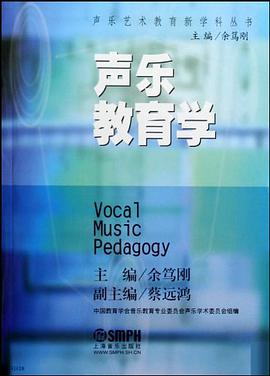 声乐艺术教育新学科丛书
主编/余笃刚
声乐
教育学
Vocal
Music
Pedagogy
主 编/余笃刚
副主编/蔡远鸿
中国教育学会音乐教育专业委员会声乐学术委员会组编
SMPH
上海音乐出版社
WWW.SMPH.SH.CN